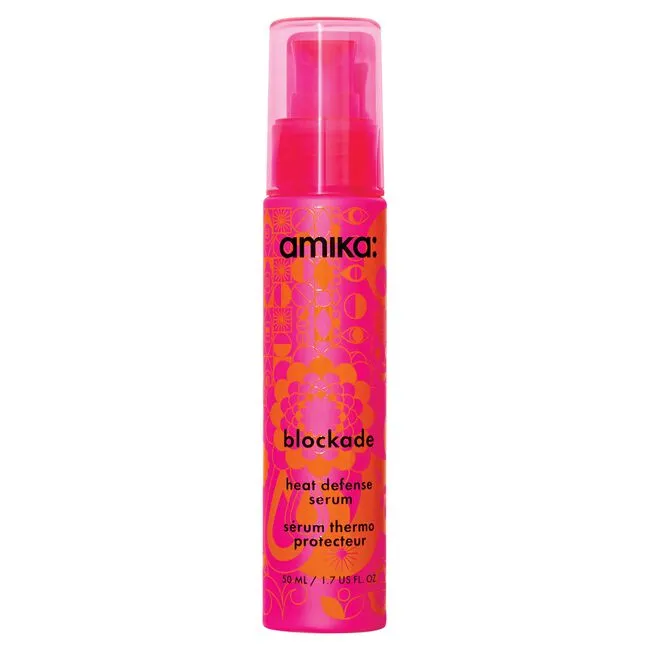 amika:
blockade
heat defense
serum
sérum thermo
protecteur
50 ML / 1.7 US FL. OZ